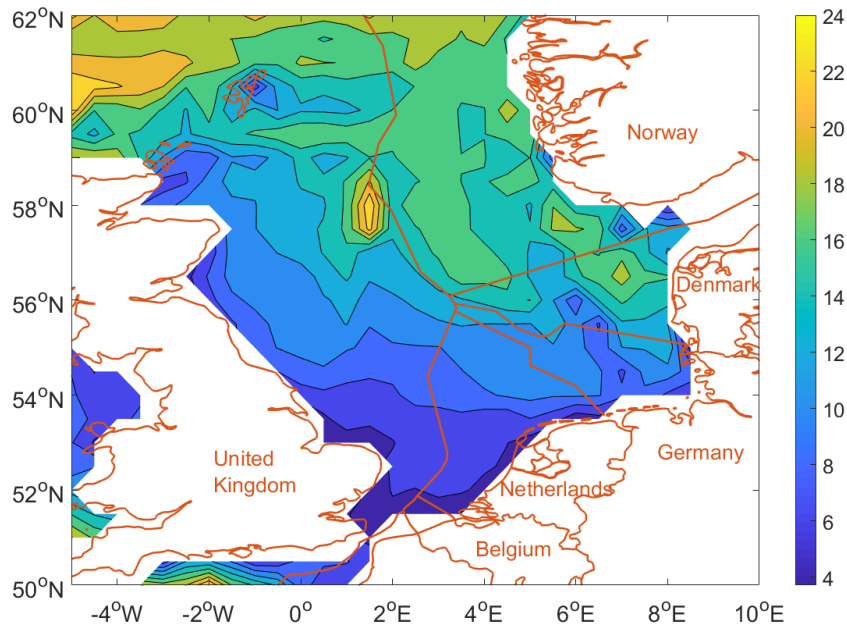 62°N
60°N
58°N
56°N
54°N
52°N
50°N
-4°W
-2°W
0°E
2°E
4°E
6°E
8°E
10°E
Norway
Denmark
Germany
United
Kingdom
Netherlands
Belgium
24
22
20
18
16
14
12
10
8
6
4